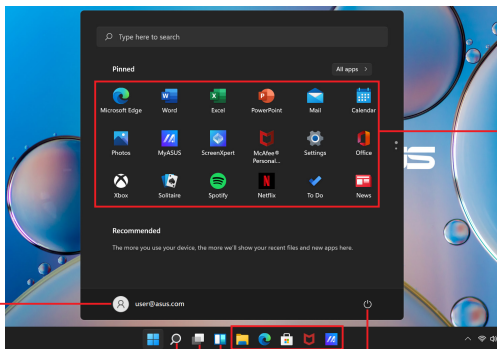 Type here to search
Pinned
All apps >
Microsoft Edge
Word
Excel
PowerPoint
Mail
Calendar
Photos
MyASUS
ScreenXpert
McAfee®
Personal...
Settings
Office
Xbox
Solitaire
Spotify
Netflix
To Do
News
Recommended
The more you use your device, the more we'll show your recent files and new apps here.
user@asus.com